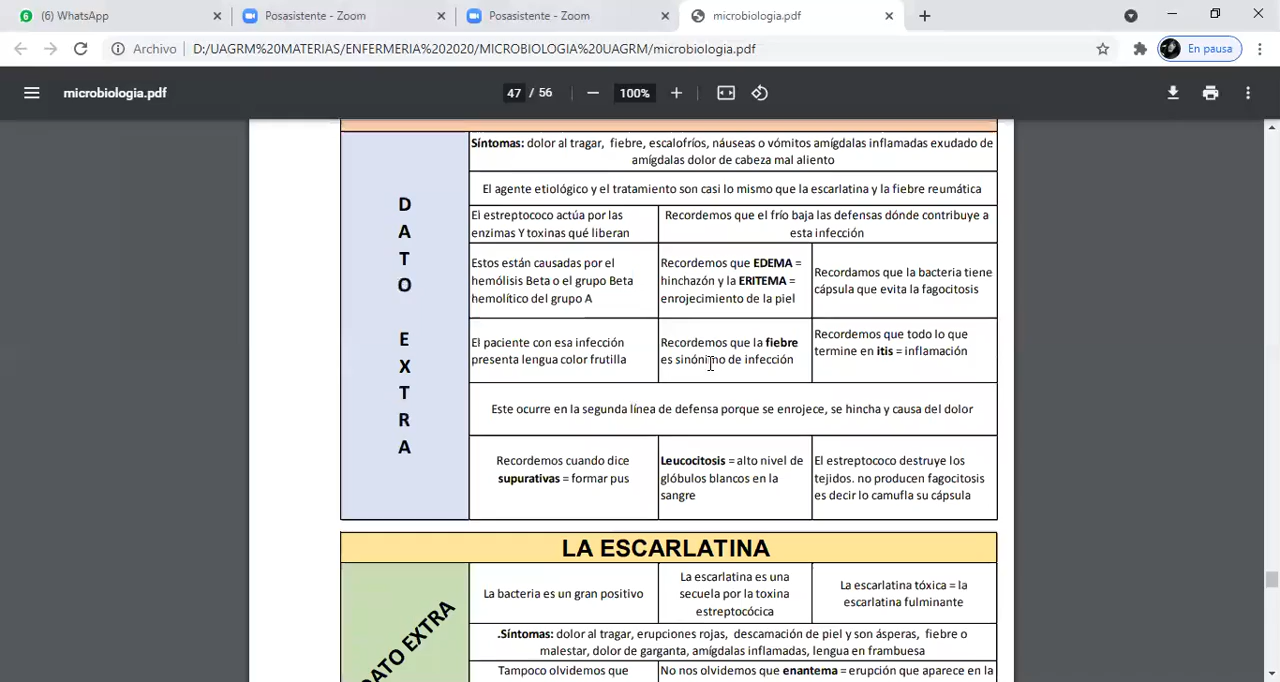 (6) WhatsApp
Posasistente - Zoom
Posasistente - Zoom
microbiologia.pdf
Archivo
D:/UAGRM%20MATERIAS/ENFERMERIA%202020/MICROBIOLOGIA%20UAGRM/microbiologia.pdf
En pausa
microbiologia.pdf
47 / 56
100%
DATO EXTRA
Síntomas: dolor al tragar, fiebre, escalofríos, náuseas o vómitos amígdalas inflamadas exudado de
amígdalas dolor de cabeza mal aliento
El agente etiológico y el tratamiento son casi lo mismo que la escarlatina y la fiebre reumática
El estreptococo actúa por las
enzimas Y toxinas qué liberan
Recordemos que el frío baja las defensas dónde contribuye a
esta infección
Estos están causadas por el
hemólisis Beta o el grupo Beta
hemolítico del grupo A
Recordemos que EDEMA =
hinchazón y la ERITEMA =
enrojecimiento de la piel
Recordamos que la bacteria tiene
cápsula que evita la fagocitosis
El paciente con esa infección
presenta lengua color frutilla
Recordemos que la fiebre
es sinónimo de infección
Recordemos que todo lo que
termine en itis = inflamación
Este ocurre en la segunda línea de defensa porque se enrojece, se hincha y causa del dolor
Recordemos cuando dice
supurativas = formar pus
Leucocitosis = alto nivel de
glóbulos blancos en la
sangre
El estreptococo destruye los
tejidos. no producen fagocitosis
es decir lo camufla su cápsula
LA ESCARLATINA
DATO EXTRA
La bacteria es un gran positivo
La escarlatina es una
secuela por la toxina
estreptocócica
La escarlatina tóxica = la
escarlatina fulminante
.Síntomas: dolor al tragar, erupciones rojas, descamación de piel y son ásperas, fiebre o
malestar, dolor de garganta, amígdalas inflamadas, lengua en frambuesa
Tampoco olvidemos que
No nos olvidemos que enantema = erupción que aparece en la